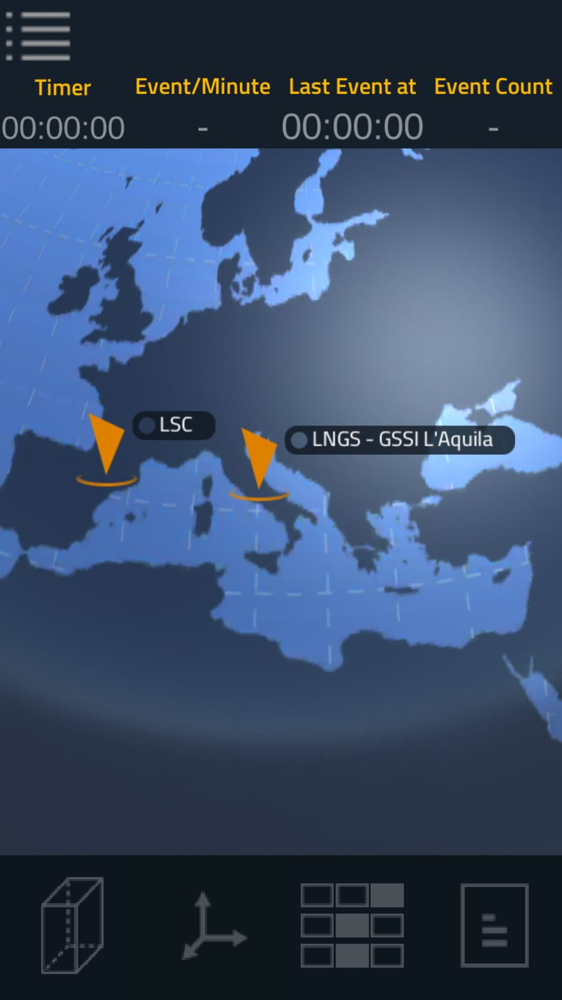 Timer Event/Minute Last Event at Event Count
00:00:00 - 00:00:00 -
LSC
LNGS - GSSI L'Aquila